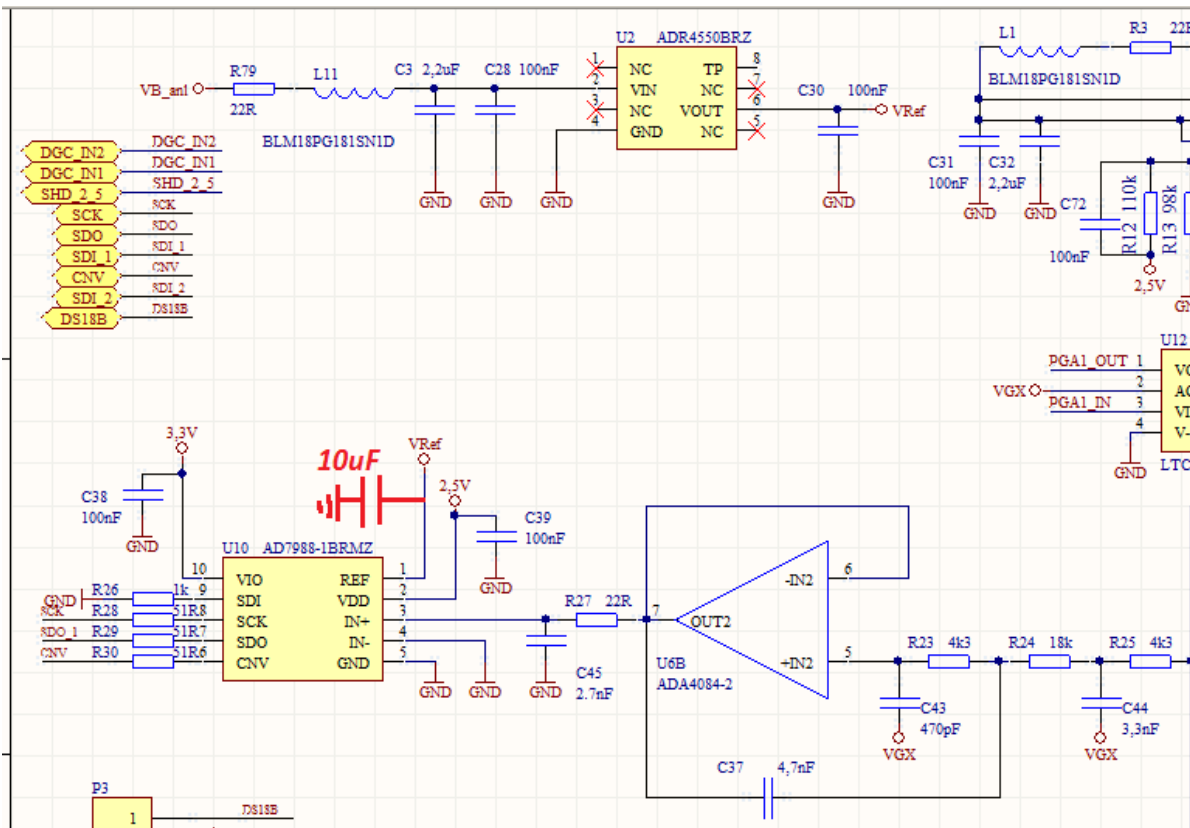 U2 ADR4550BRZ
L1
R3 22R
R79
L11
C3 2,2uF
C28 100nF
1 NC TP 8
2 VIN NC 7
3 NC VOUT 6
4 GND NC 5
C30 100nF
VRef
VB_anl
22R
BLM18PG181SN1D
BLM18PG181SN1D
GND
GND
GND
GND
DGC_IN2 DGC_IN2
DGC_IN1 DGC_IN1
SHD_2_5 SHD_2_5
SCK SCK
SDO SDO
SDI_1 SDI_1
CNV CNV
SDI_2 SDI_2
DS18B DS18B
C31
100nF
C32
2,2uF
GND
GND
C72
100nF
R12 110k
R13 98k
2,5V
U12
PGA1_OUT 1
VGX 2
PGA1_IN 3
4 V-
GND
LTC
3,3V
C38
100nF
GND
10uF
VRef
2,5V
C39
100nF
GND
U10 AD7988-1BRMZ
10 VIO REF 1
9 SDI VDD 2
8 SCK IN+ 3
7 SDO IN- 4
6 CNV GND 5
GND R26 1k
SCK R28 51R
SDO_1 R29 51R
CNV R30 51R
GND
GND
GND
C45
2.7nF
R27 22R
7 OUT2
-IN2 6
+IN2 5
U6B
ADA4084-2
R23 4k3
R24 18k
R25 4k3
C43
470pF
VGX
C44
3,3nF
VGX
C37 4,7nF
P3
1
DS18B